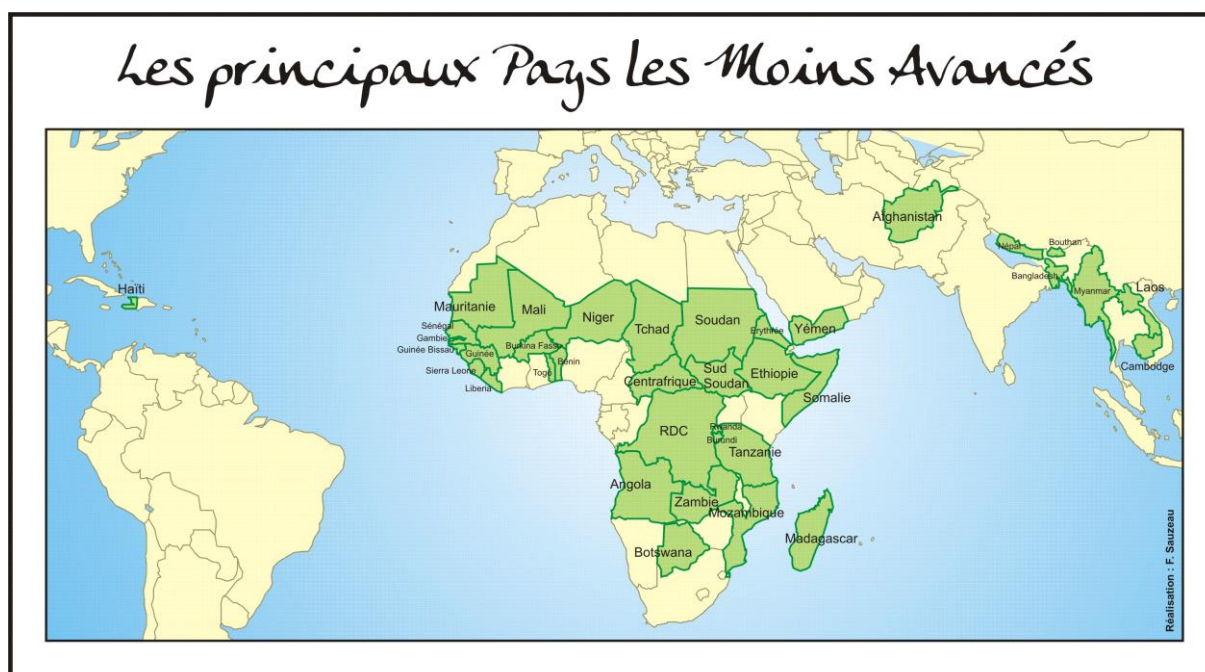 Les principaux Pays les Moins Avancés
Afghanistan
Népal
Bouthan
Bangladesh
Haïti
Myanmar
Laos
Mauritanie
Mali
Niger
Tchad
Soudan
Erythrée
Yémen
Sénégal
Gambie
Guinée Bissau
Burkina Fasso
Guinée
Bénin
Sierra Leone
Togo
Liberia
Centrafrique
Sud
Soudan
Ethiopie
Cambodge
Somalie
RDC
Rwanda
Burundi
Tanzanie
Angola
Zambie
Mozambique
Madagascar
Botswana
Réalisation : F. Sauzeau